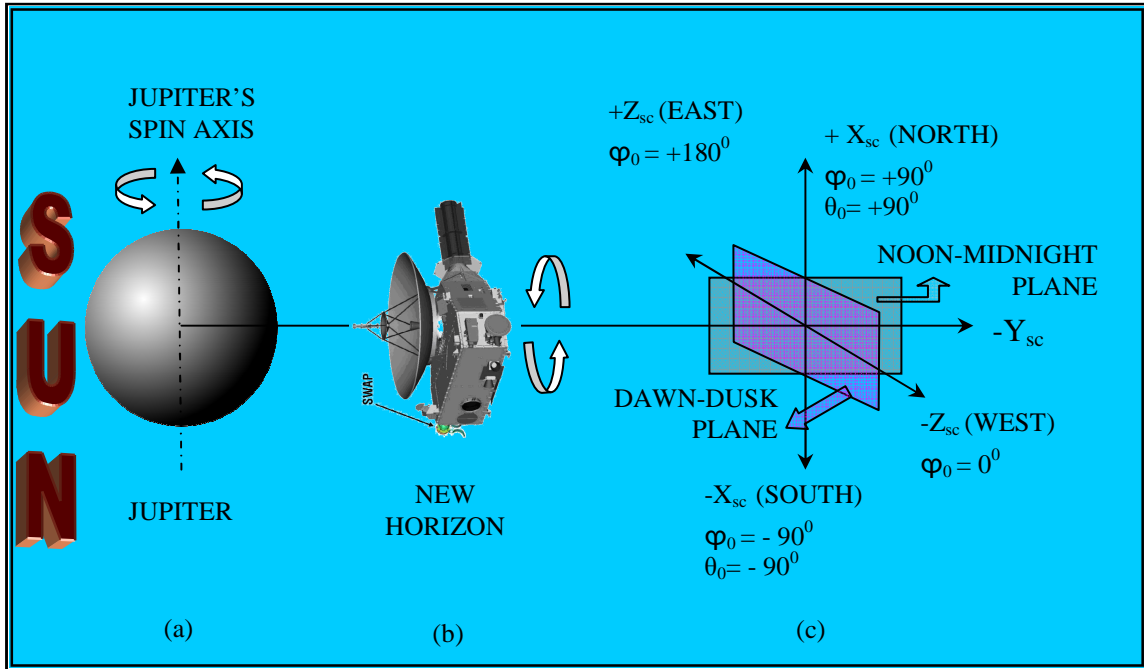 SUN
JUPITER'S
SPIN AXIS
JUPITER
(a)
SWAP
NEW
HORIZON
(b)
+Z_sc (EAST)
φ_0 = +180^0
+ X_sc (NORTH)
φ_0 = +90^0
θ_0= +90^0
NOON-MIDNIGHT
PLANE
-Y_sc
DAWN-DUSK
PLANE
-Z_sc (WEST)
φ_0 = 0^0
-X_sc (SOUTH)
φ_0 = - 90^0
θ_0= - 90^0
(c)